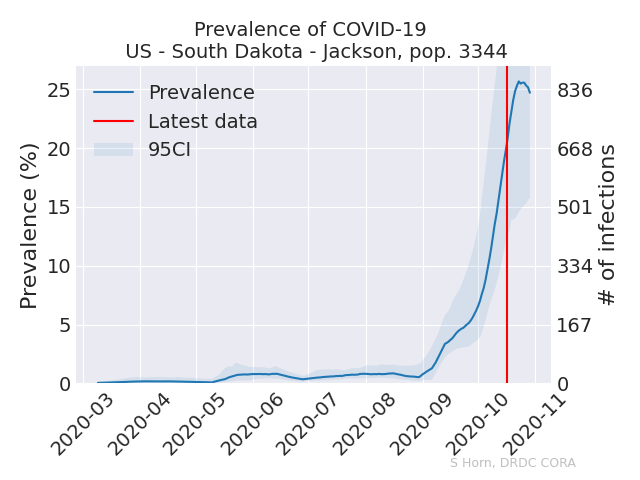 Prevalence of COVID-19
US - South Dakota - Jackson, pop. 3344
Prevalence
Latest data
95CI
Prevalence (%)
25
20
15
10
5
0
836
668
501
334
167
0
# of infections
2020-03
2020-04
2020-05
2020-06
2020-07
2020-08
2020-09
2020-10
2020-11
S Horn, DRDC CORA